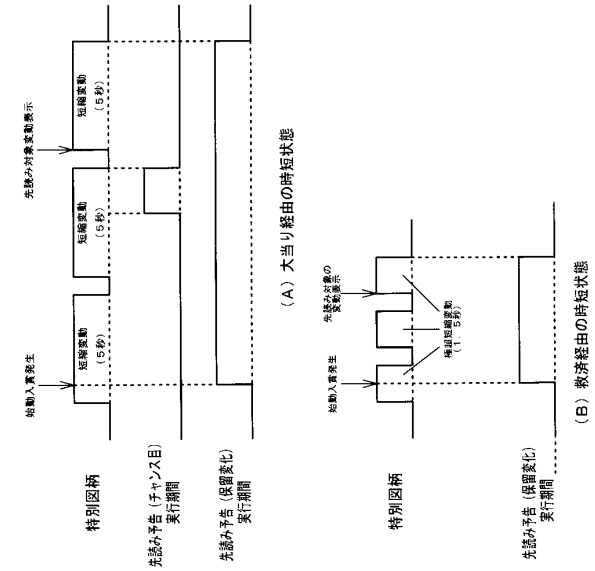 始動入賞発生
先読み対象変動表示
短縮変動
（5秒）
短縮変動
（5秒）
短縮変動
（5秒）
特別図柄
先読み予告（チャンス目）
実行期間
先読み予告（保留変化）
実行期間
（A）大当り経由の時短状態
始動入賞発生
先読み対象の
変動表示
極超短縮変動
（1．5秒）
特別図柄
先読み予告（保留変化）
実行期間
（B）救済経由の時短状態